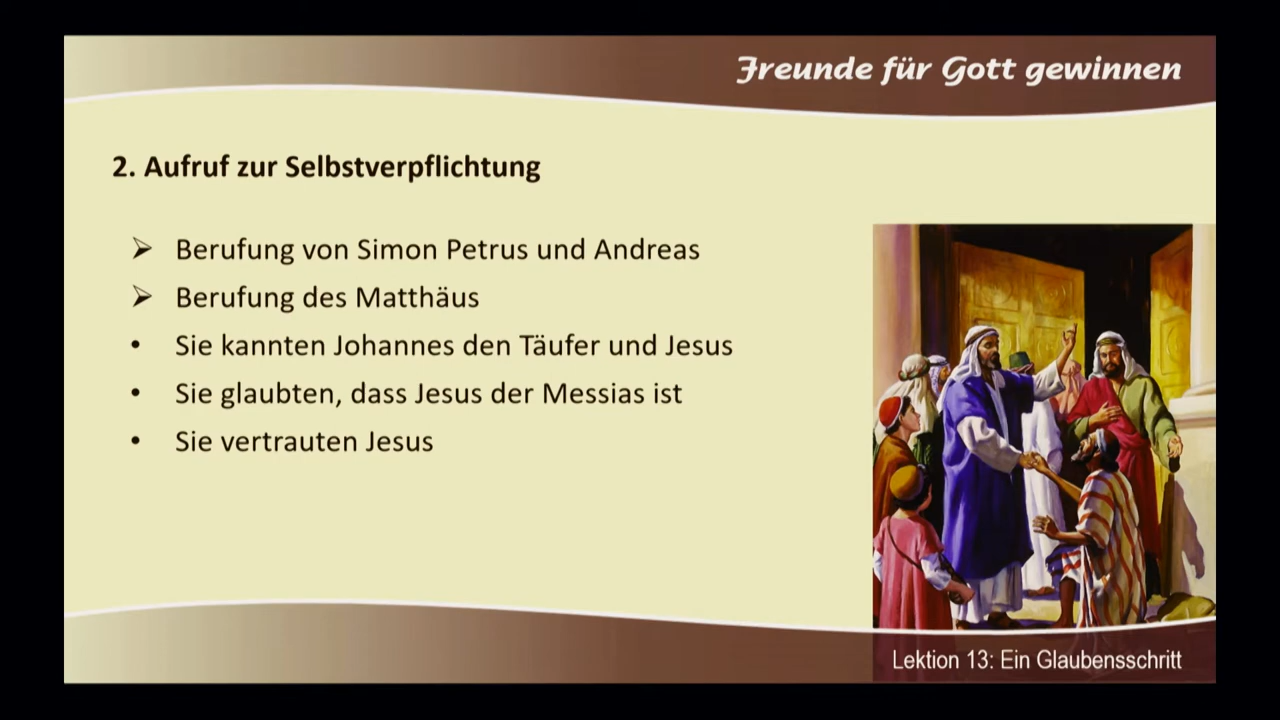 Freunde für Gott gewinnen
2. Aufruf zur Selbstverpflichtung
➢ Berufung von Simon Petrus und Andreas
➢ Berufung des Matthäus
• Sie kannten Johannes den Täufer und Jesus
• Sie glaubten, dass Jesus der Messias ist
• Sie vertrauten Jesus
Lektion 13: Ein Glaubensschritt